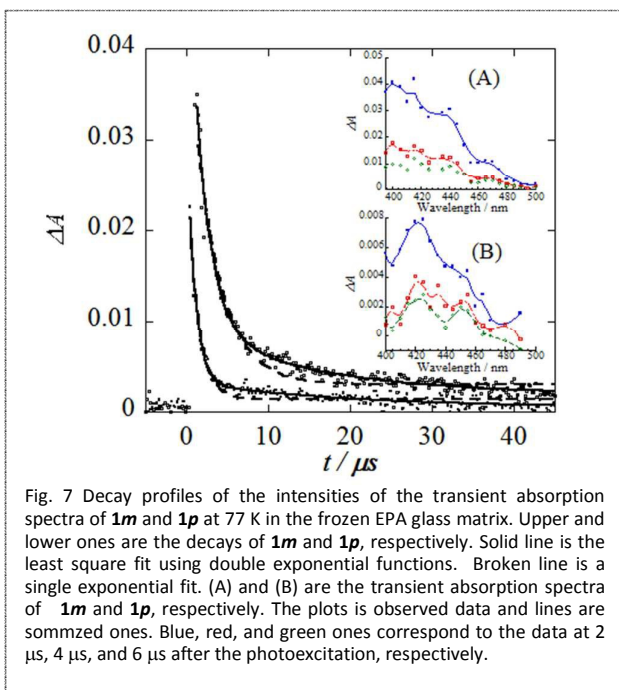 0.04
0.03
0.02
0.01
0
ΔA
0 10 20 30 40
t / μs
(A)
0.05
0.04
0.03
0.02
0.01
0
ΔA
400 420 440 460 480 500
Wavelength / nm
(B)
0.008
0.006
0.004
0.002
0
ΔA
400 420 440 460 480 500
Wavelength / nm
Fig. 7 Decay profiles of the intensities of the transient absorption
spectra of 1m and 1p at 77 K in the frozen EPA glass matrix. Upper and
lower ones are the decays of 1m and 1p, respectively. Solid line is the
least square fit using double exponential functions. Broken line is a
single exponential fit. (A) and (B) are the transient absorption spectra
of 1m and 1p, respectively. The plots is observed data and lines are
sommzed ones. Blue, red, and green ones correspond to the data at 2
μs, 4 μs, and 6 μs after the photoexcitation, respectively.